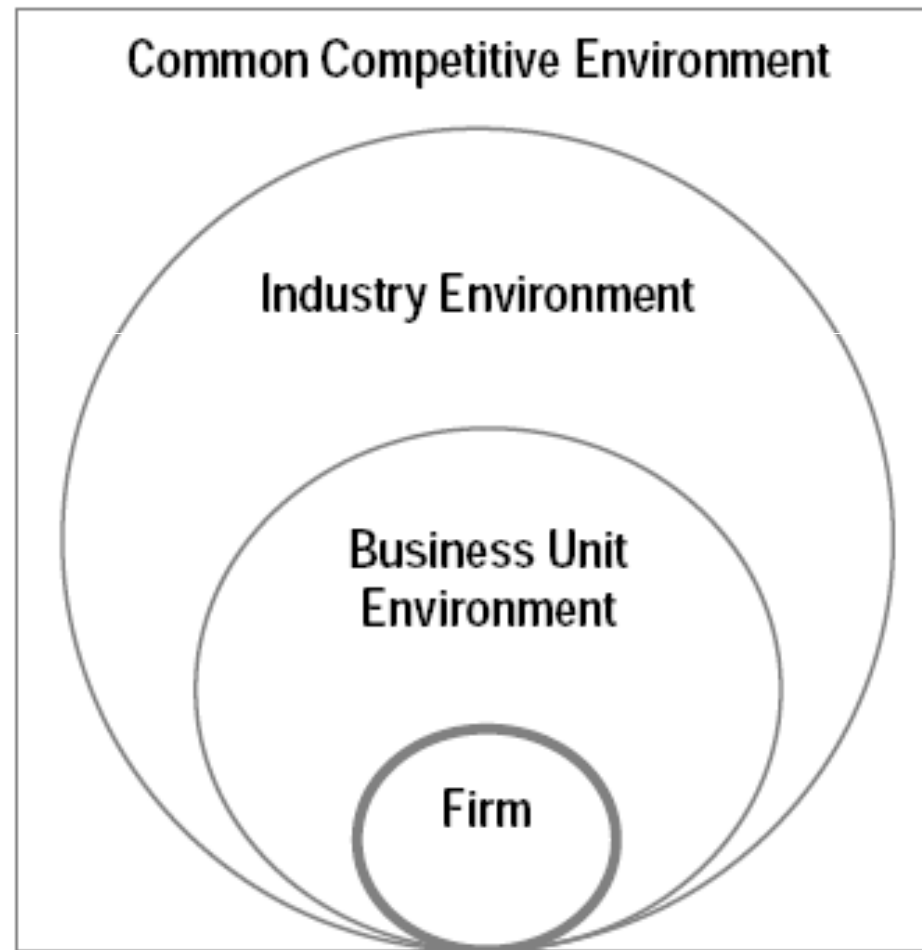 Common Competitive Environment
Industry Environment
Business Unit
Environment
Firm